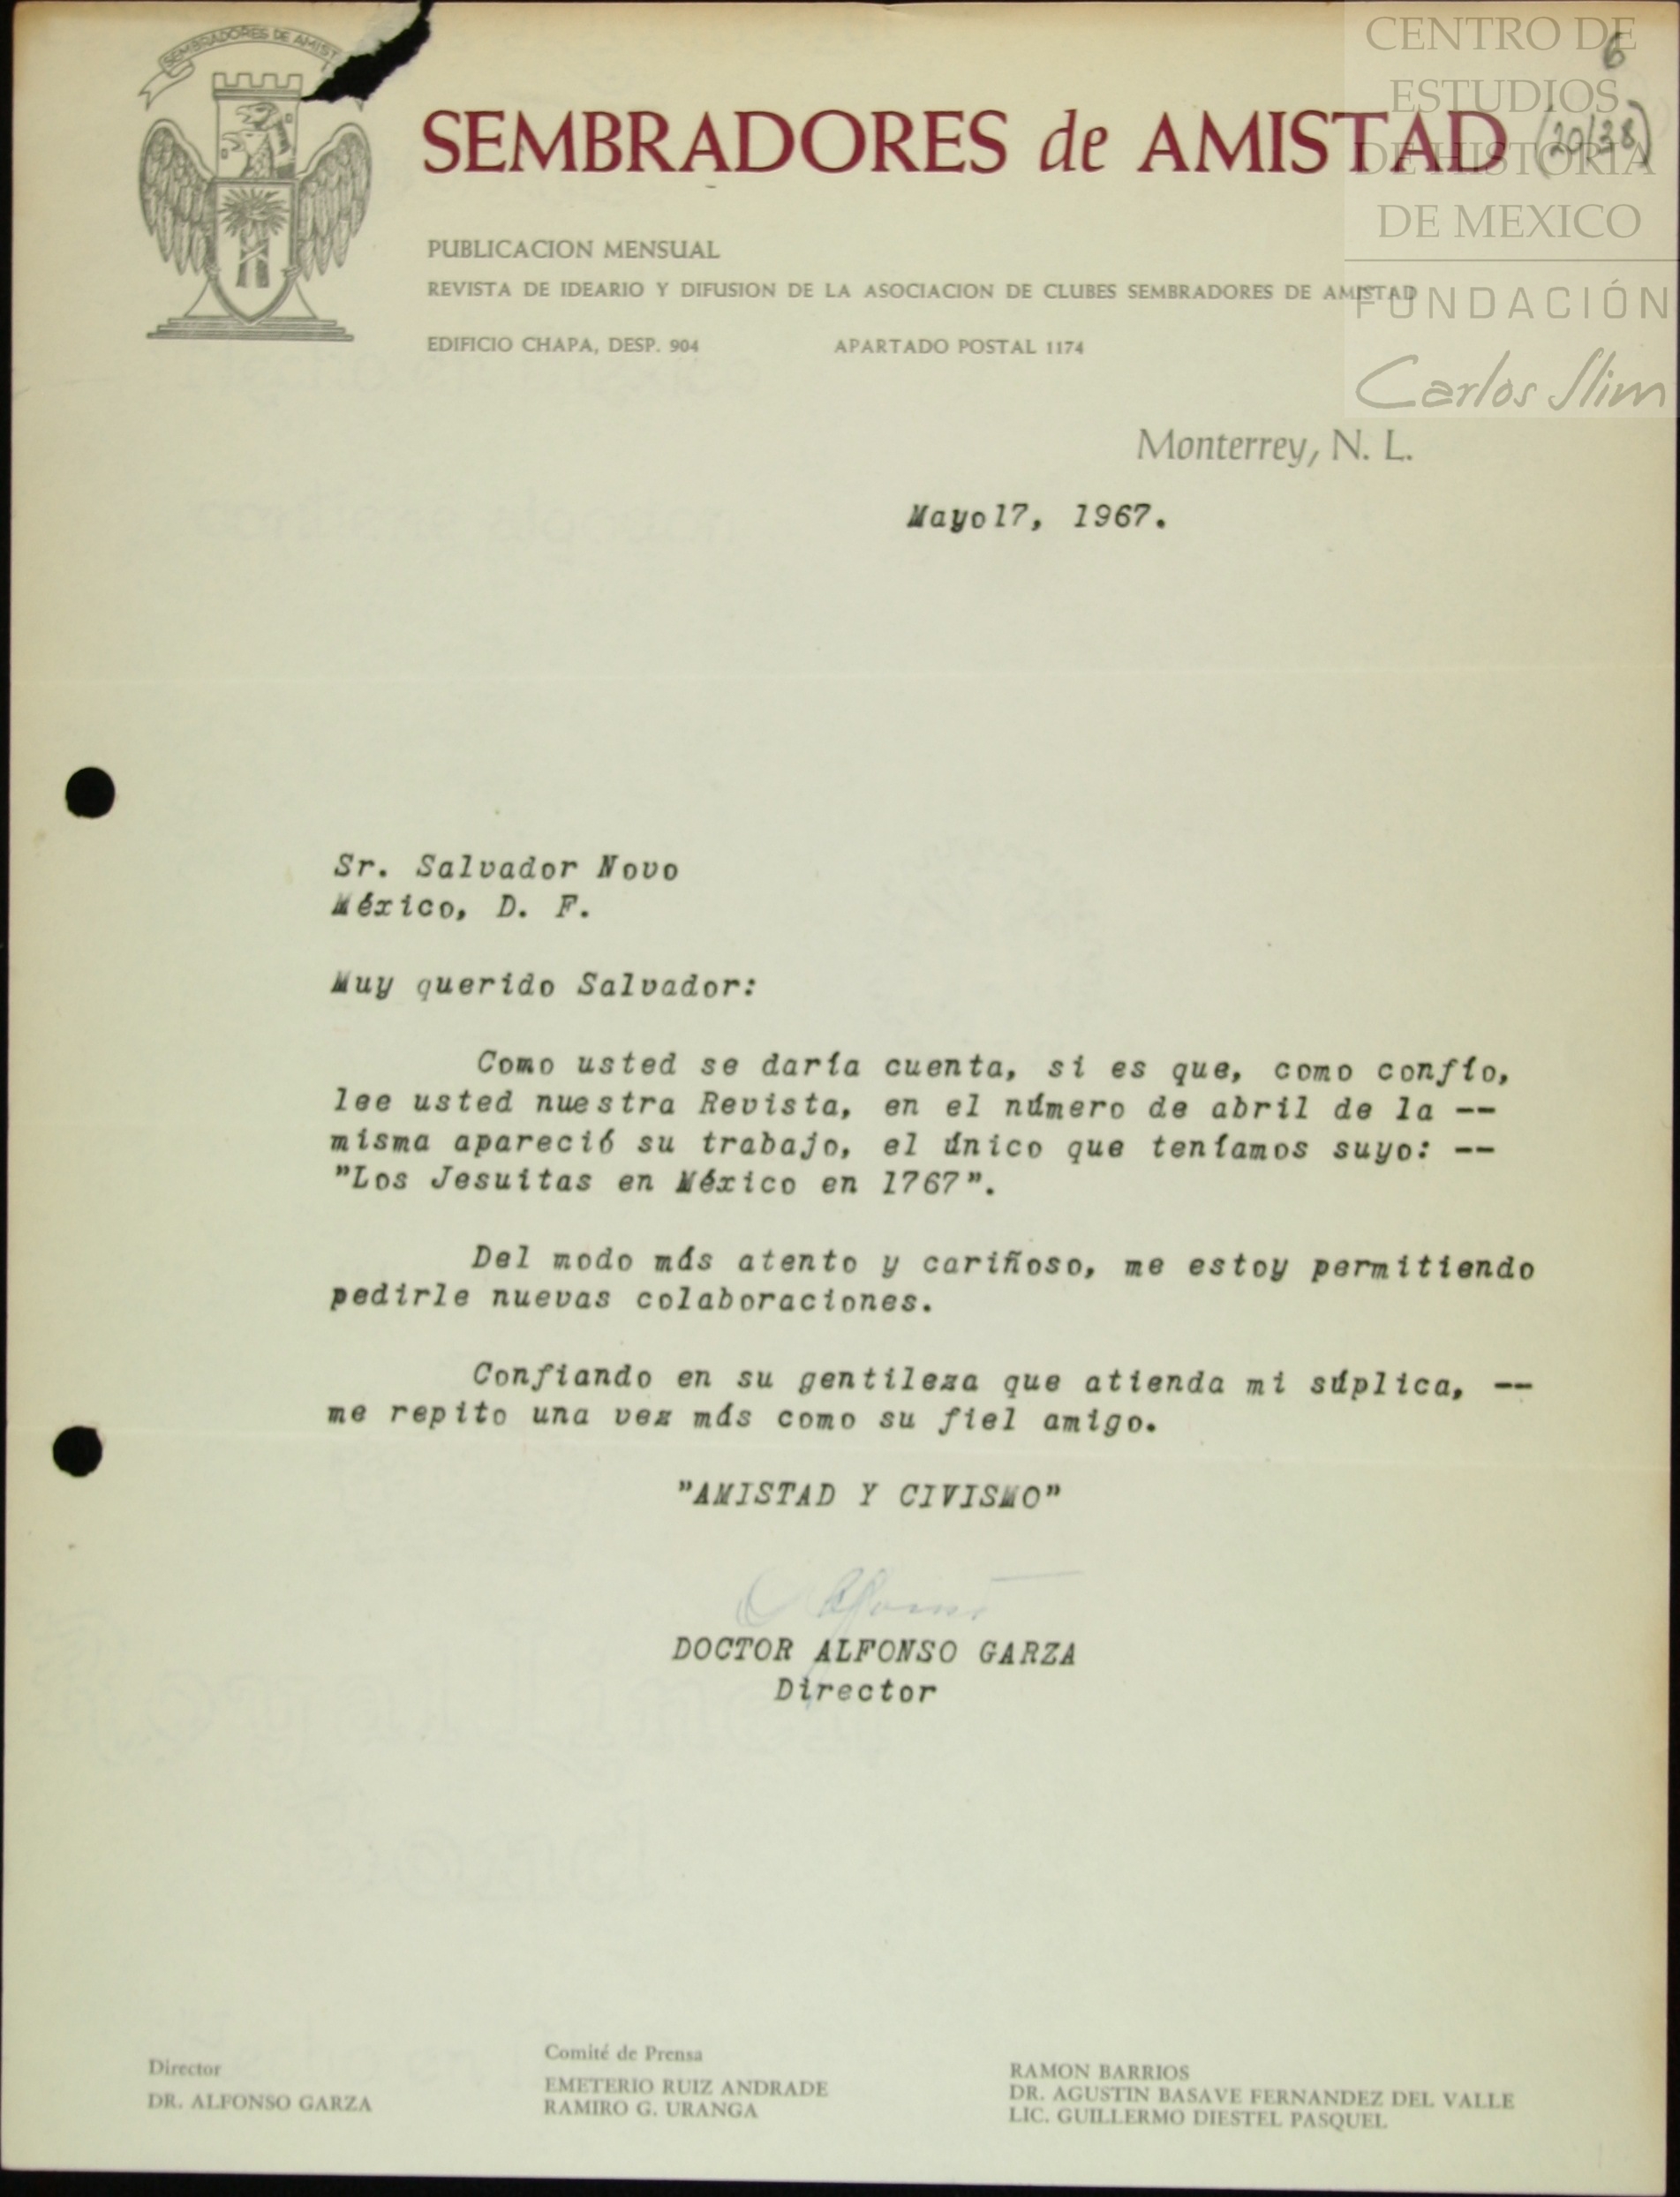 SEMBRADORES DE AMIST
6
(20/38)
SEMBRADORES de AMISTAD
PUBLICACION MENSUAL
REVISTA DE IDEARIO Y DIFUSION DE LA ASOCIACION DE CLUBES SEMBRADORES DE AMISTAD
EDIFICIO CHAPA, DESP. 904 APARTADO POSTAL 1174
CENTRO DE
ESTUDIOS
DE HISTORIA
DE MEXICO
FUNDACIÓN
Carlos Slim
Monterrey, N. L.
Mayo17, 1967.
Sr. Salvador Novo
México, D. F.
Muy querido Salvador:
Como usted se daría cuenta, si es que, como confío,
lee usted nuestra Revista, en el número de abril de la --
misma apareció su trabajo, el único que teníamos suyo: --
"Los Jesuitas en México en 1767".
Del modo más atento y cariñoso, me estoy permitiendo
pedirle nuevas colaboraciones.
Confiando en su gentileza que atienda mi súplica, --
me repito una vez más como su fiel amigo.
"AMISTAD Y CIVISMO"
DOCTOR ALFONSO GARZA
Director
Director
DR. ALFONSO GARZA
Comité de Prensa
EMETERIO RUIZ ANDRADE
RAMIRO G. URANGA
RAMON BARRIOS
DR. AGUSTIN BASAVE FERNANDEZ DEL VALLE
LIC. GUILLERMO DIESTEL PASQUEL